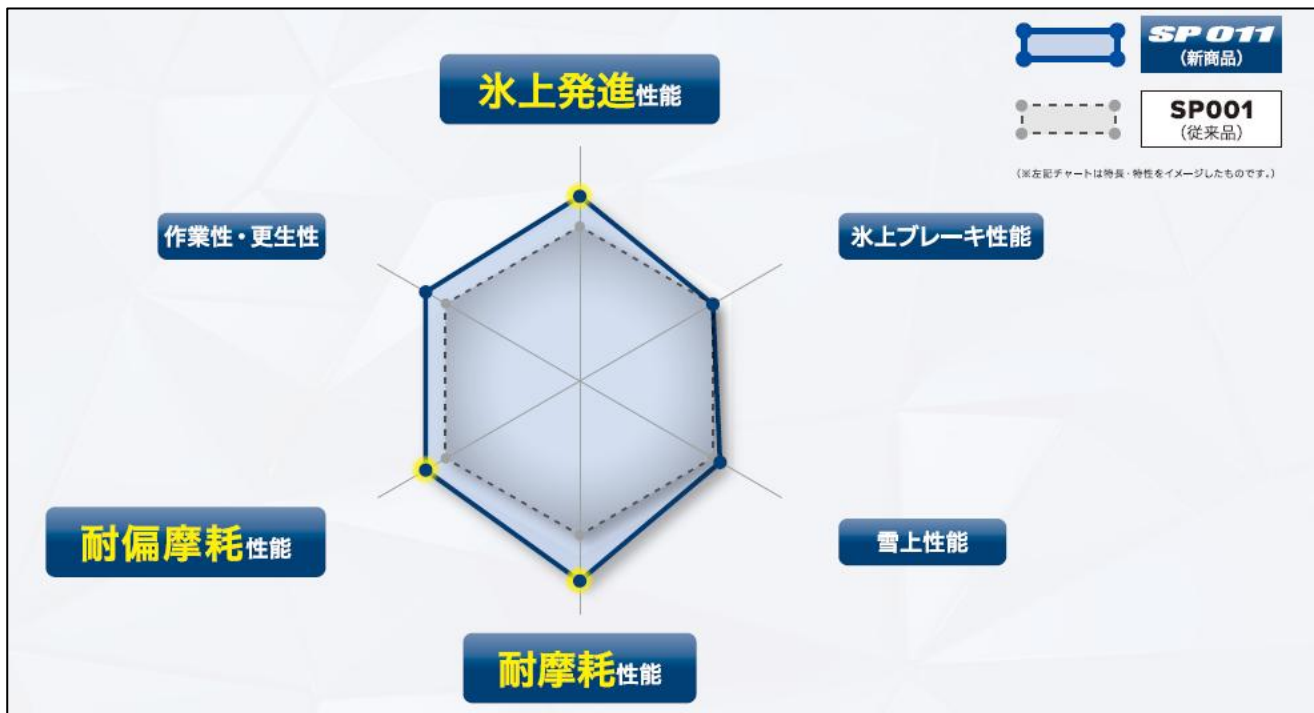 SP 011
(新商品)
SP001
(従来品)
(※左記チャートは特長・特性をイメージしたものです。)
氷上発進性能
作業性・更生性
氷上ブレーキ性能
耐偏摩耗性能
雪上性能
耐摩耗性能